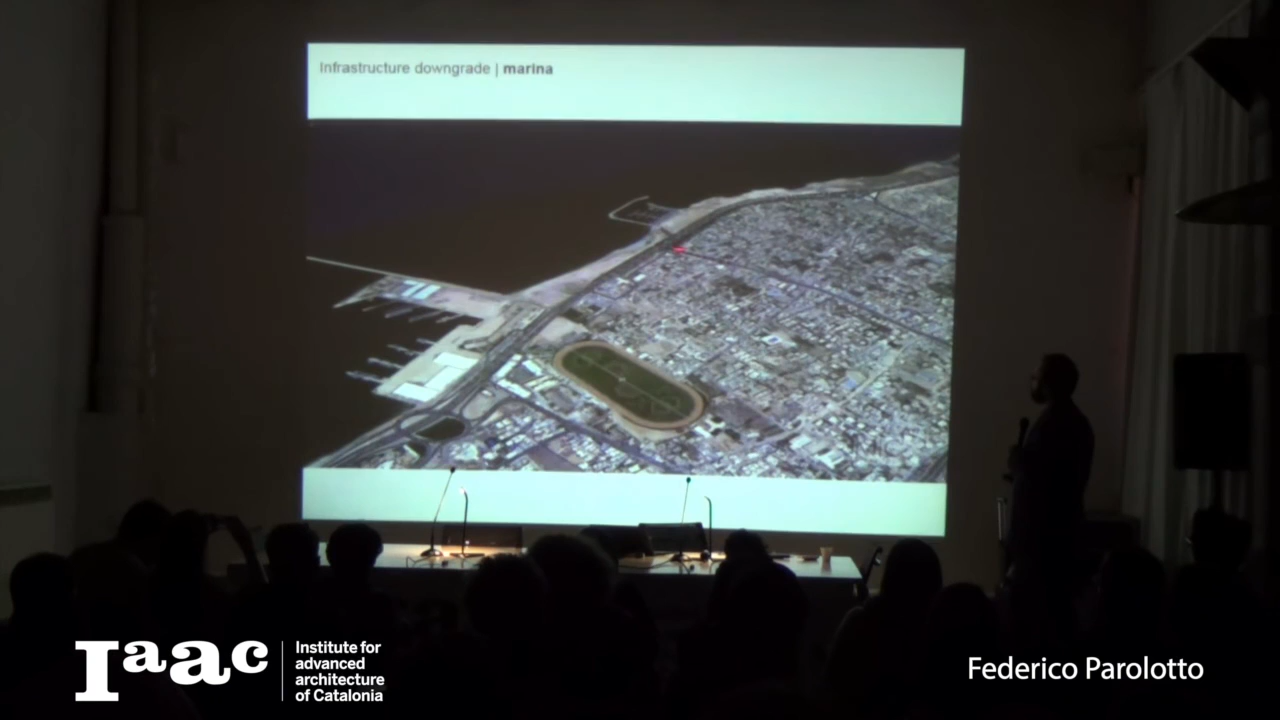 Infrastructure downgrade | marina
Iaac
Institute for
advanced
architecture
of Catalonia
Federico Parolotto